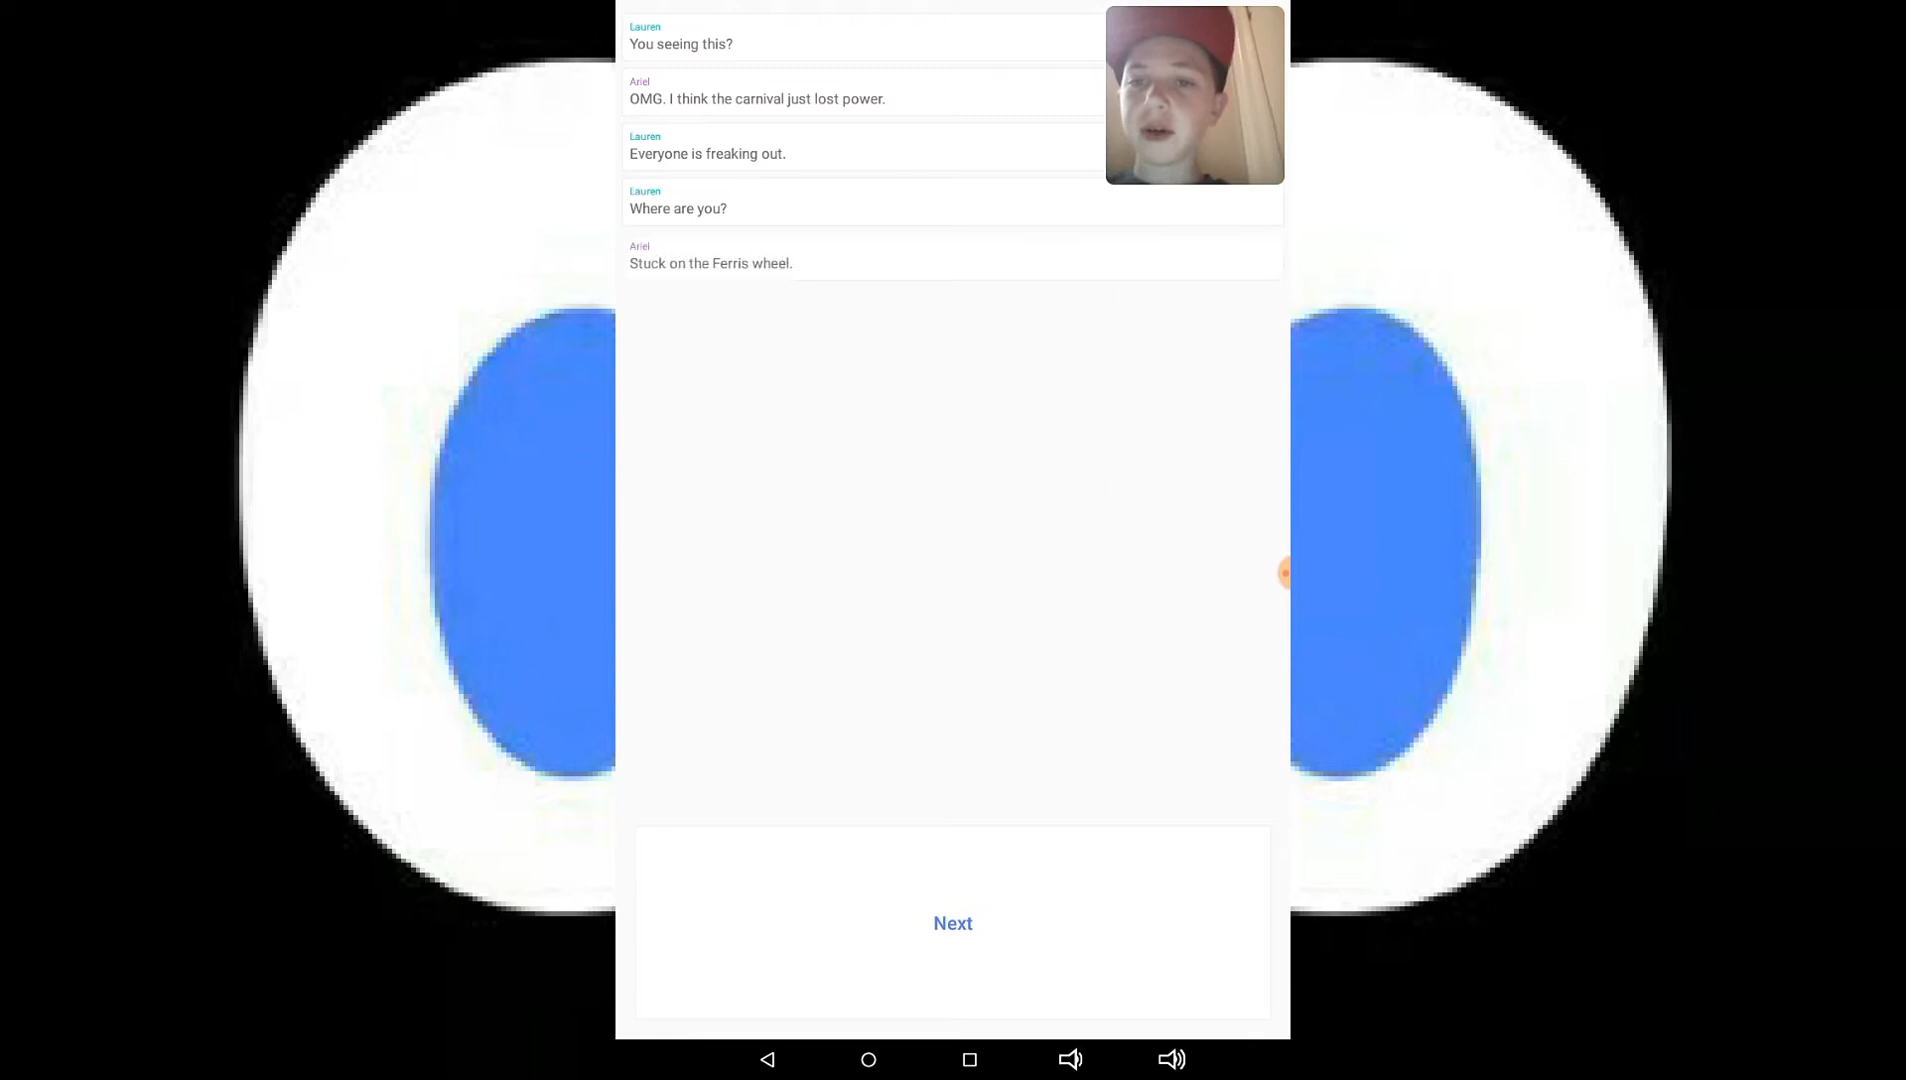 Lauren
You seeing this?
Ariel
OMG. I think the carnival just lost power.
Lauren
Everyone is freaking out.
Lauren
Where are you?
Ariel
Stuck on the Ferris wheel.
Next